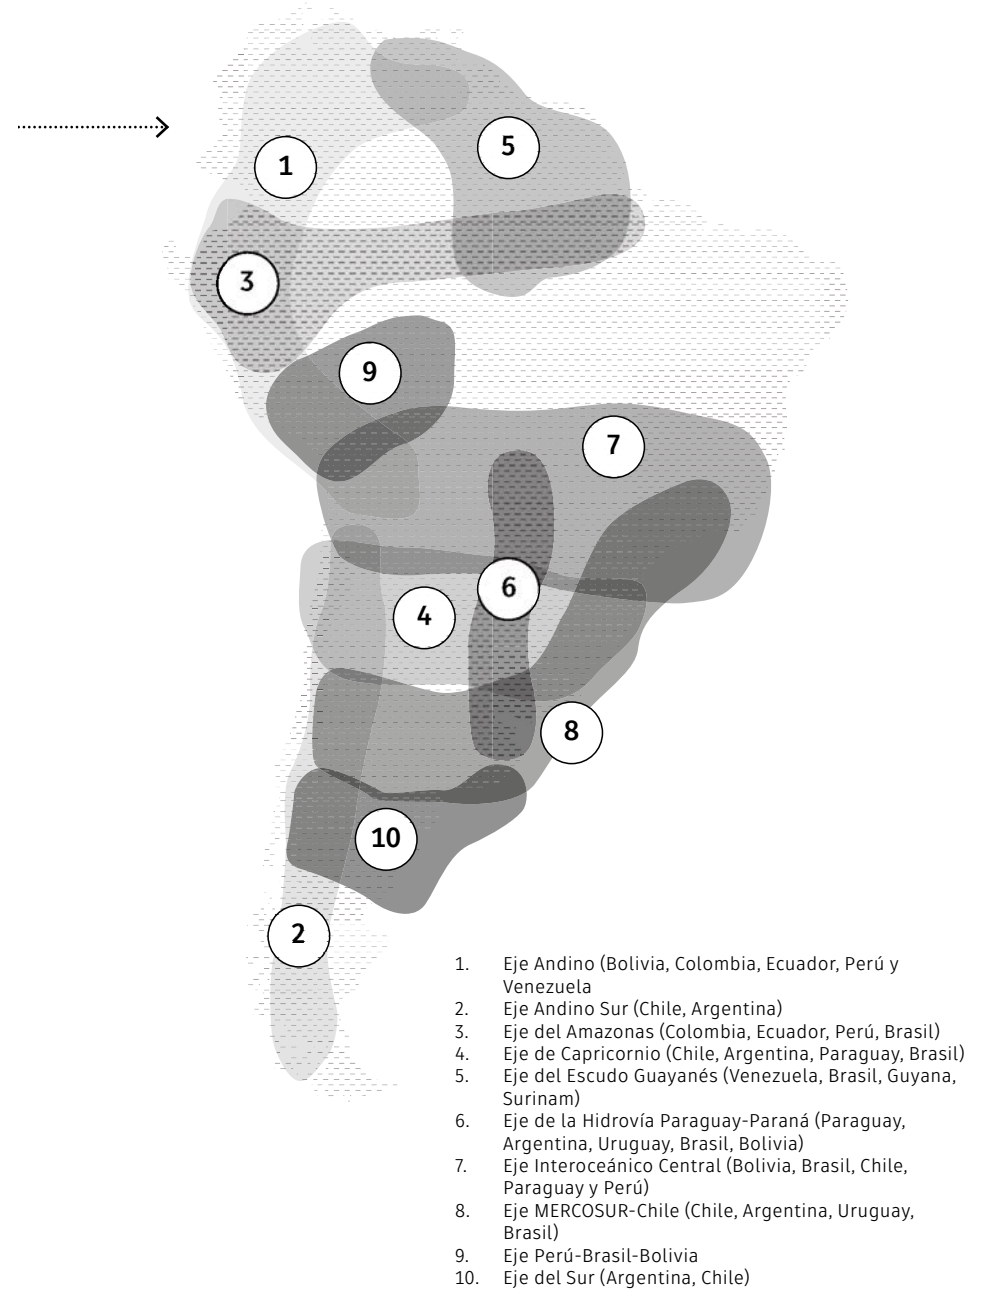 1
5
3
9
7
6
4
8
10
2
1. Eje Andino (Bolivia, Colombia, Ecuador, Perú y
Venezuela
2. Eje Andino Sur (Chile, Argentina)
3. Eje del Amazonas (Colombia, Ecuador, Perú, Brasil)
4. Eje de Capricornio (Chile, Argentina, Paraguay, Brasil)
5. Eje del Escudo Guayanés (Venezuela, Brasil, Guyana,
Surinam)
6. Eje de la Hidrovía Paraguay-Paraná (Paraguay,
Argentina, Uruguay, Brasil, Bolivia)
7. Eje Interoceánico Central (Bolivia, Brasil, Chile,
Paraguay y Perú)
8. Eje MERCOSUR-Chile (Chile, Argentina, Uruguay,
Brasil)
9. Eje Perú-Brasil-Bolivia
10. Eje del Sur (Argentina, Chile)